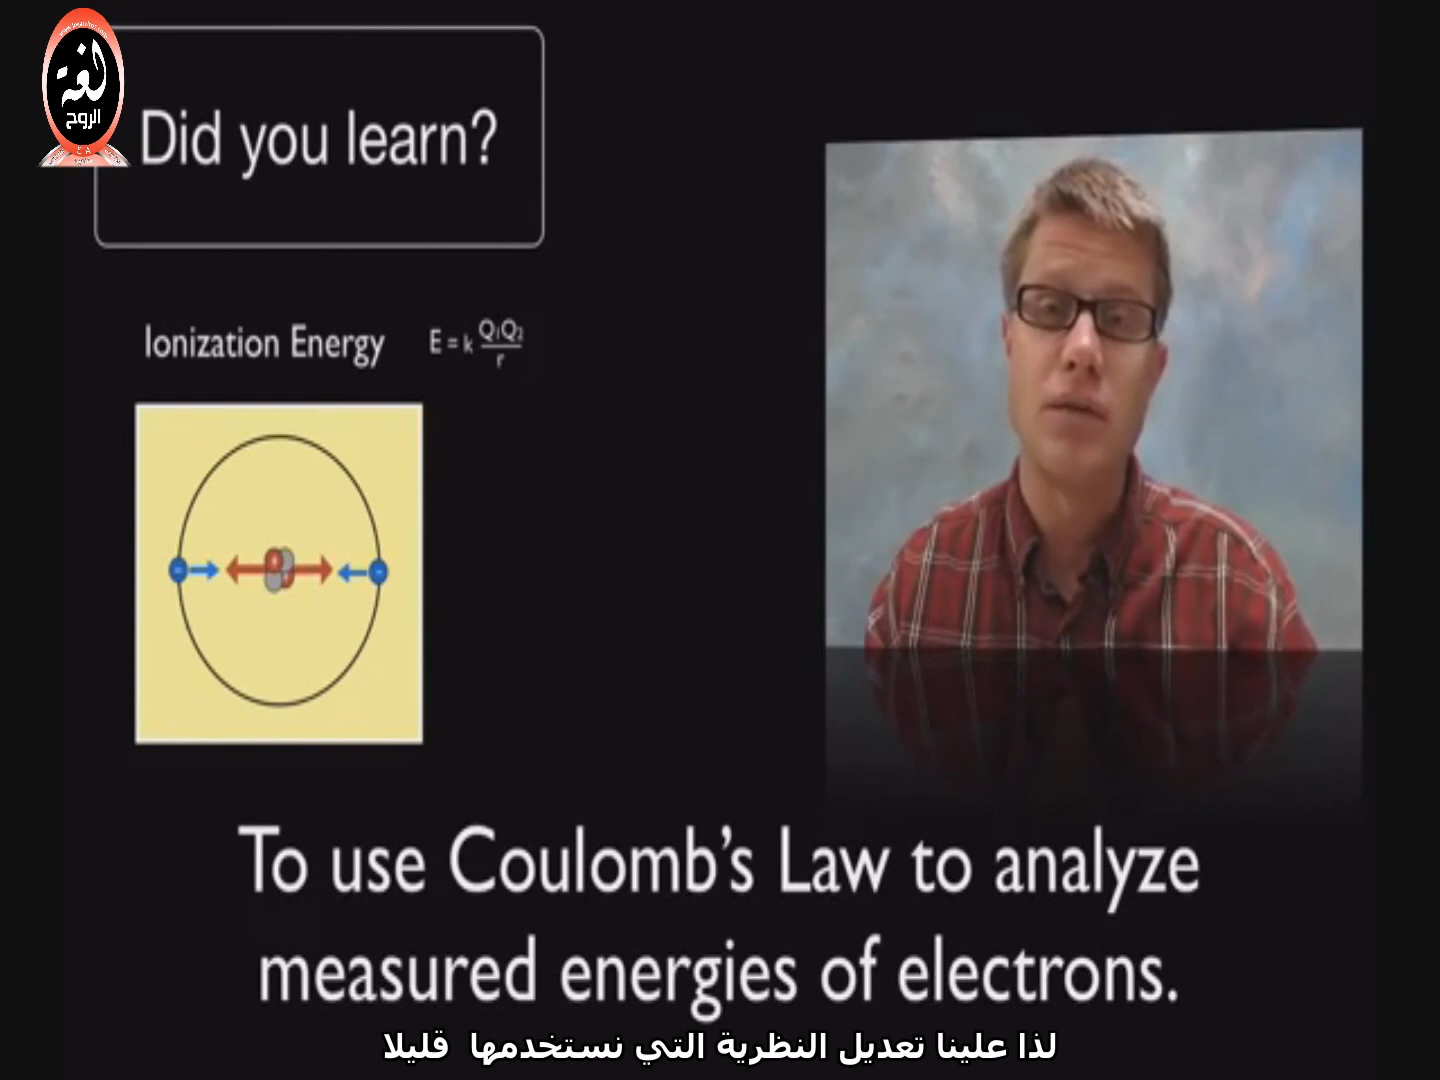 لغة
الروح
Did you learn?
Ionization Energy
E = k Q₁Q₂/r
To use Coulomb's Law to analyze
measured energies of electrons.
لذا علينا تعديل النظرية التي نستخدمها قليلا